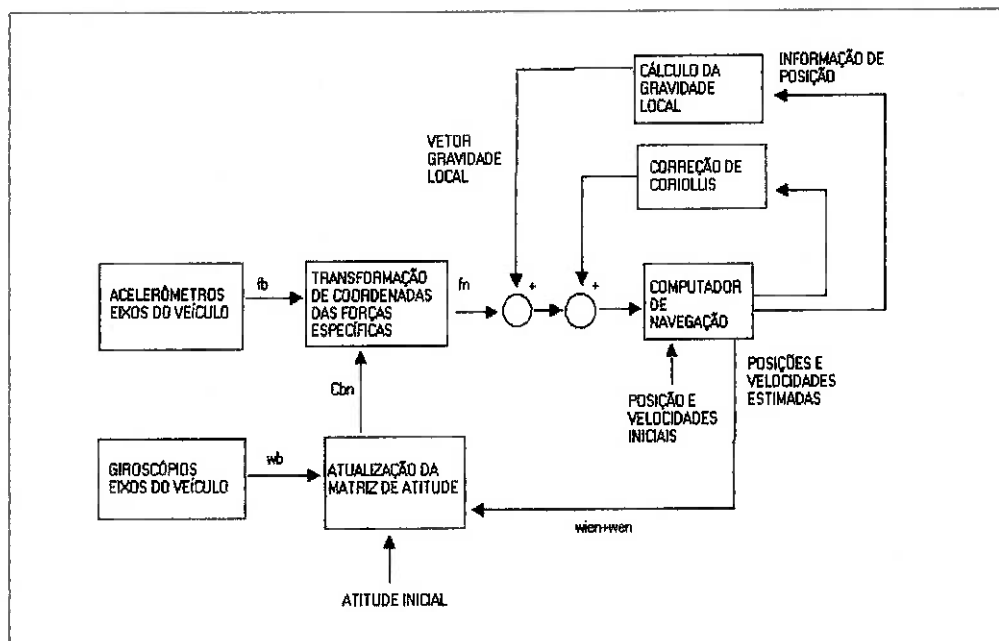 CÁLCULO DA
GRAVIDADE
LOCAL
INFORMAÇÃO DE
POSIÇÃO
VETOR
GRAVIDADE
LOCAL
CORREÇÃO DE
CORIOLLIS
ACELERÔMETROS
EIXOS DO VEÍCULO
fb
TRANSFORMAÇÃO
DE COORDENADAS
DAS FORÇAS
ESPECÍFICAS
fn
+
+
COMPUTADOR
DE
NAVEGAÇÃO
Cbn
POSIÇÃO E
VELOCIDADES
INICIAIS
POSIÇÕES E
VELOCIDADES
ESTIMADAS
GIROSCÓPIOS
EIXOS DO VEÍCULO
wb
ATUALIZAÇÃO DA
MATRIZ DE ATITUDE
wien+wen
ATITUDE INICIAL